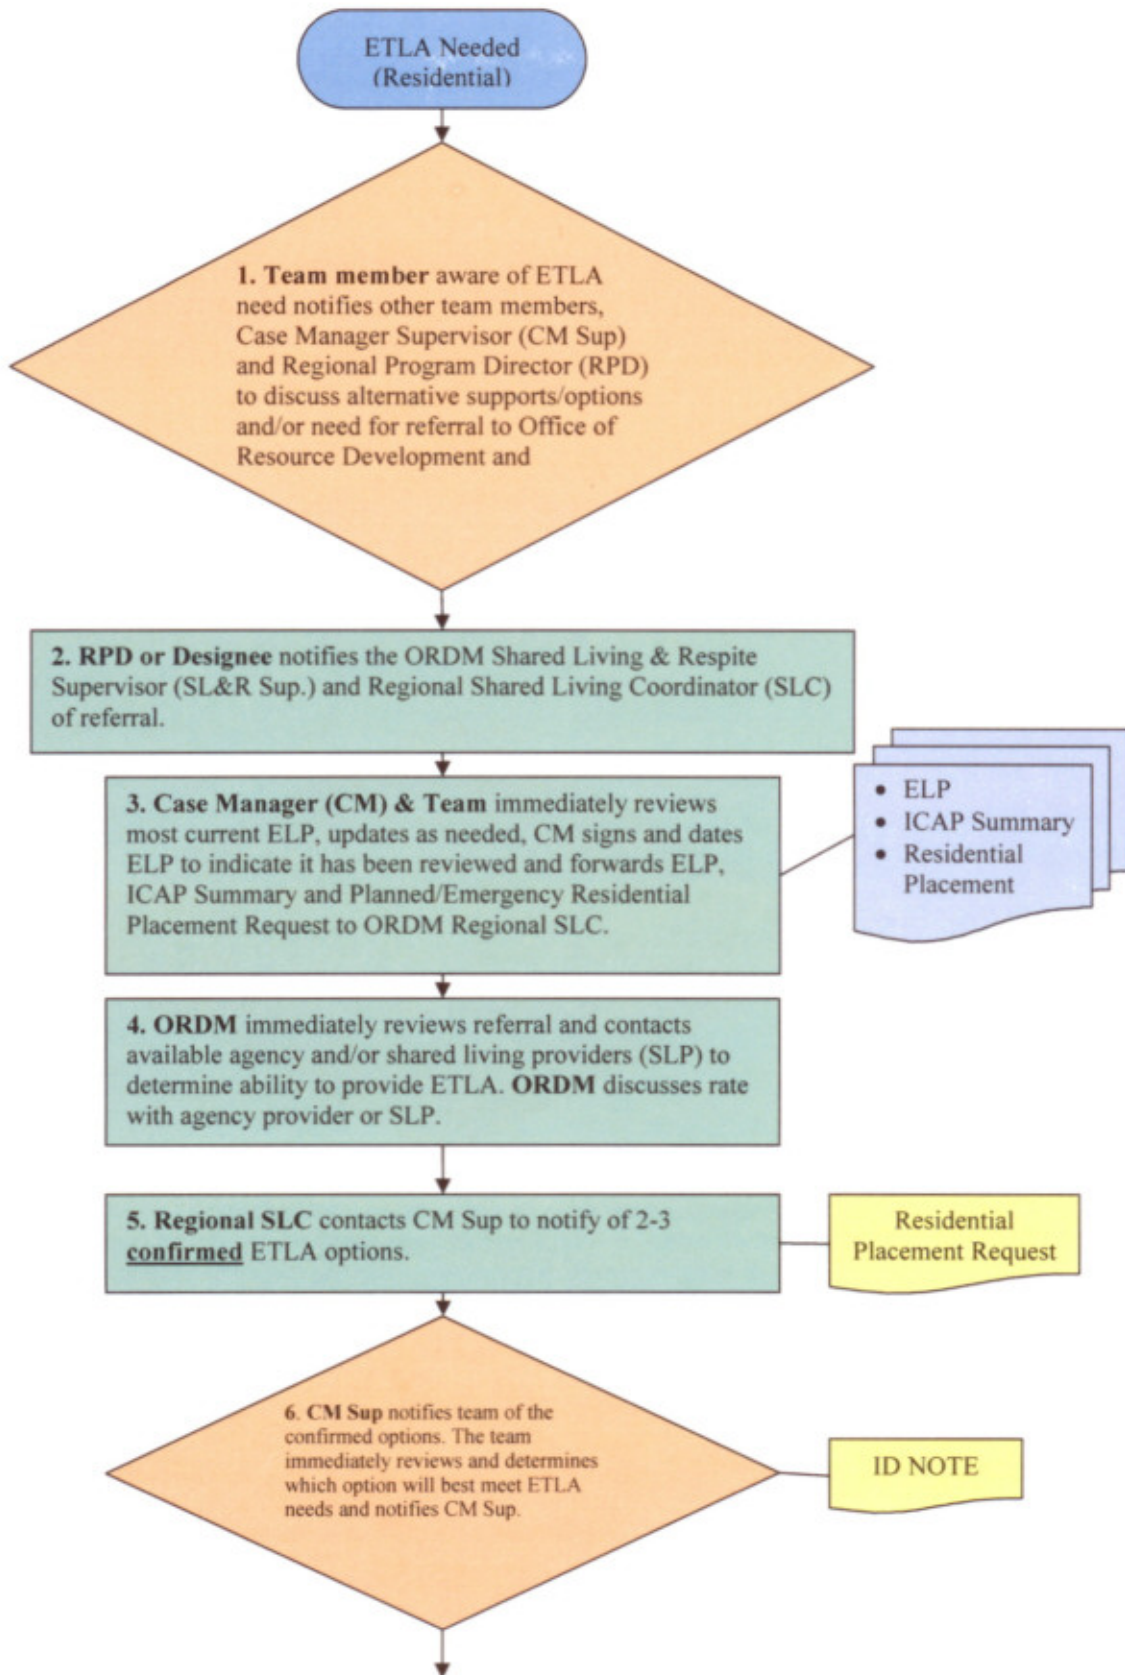 ETLA Needed
(Residential)
1. Team member aware of ETLA
need notifies other team members,
Case Manager Supervisor (CM Sup)
and Regional Program Director (RPD)
to discuss alternative supports/options
and/or need for referral to Office of
Resource Development and
2. RPD or Designee notifies the ORDM Shared Living & Respite
Supervisor (SL&R Sup.) and Regional Shared Living Coordinator (SLC)
of referral.
3. Case Manager (CM) & Team immediately reviews
most current ELP, updates as needed, CM signs and dates
ELP to indicate it has been reviewed and forwards ELP,
ICAP Summary and Planned/Emergency Residential
Placement Request to ORDM Regional SLC.
• ELP
• ICAP Summary
• Residential
Placement
4. ORDM immediately reviews referral and contacts
available agency and/or shared living providers (SLP) to
determine ability to provide ETLA. ORDM discusses rate
with agency provider or SLP.
5. Regional SLC contacts CM Sup to notify of 2-3
confirmed ETLA options.
Residential
Placement Request
6. CM Sup notifies team of the
confirmed options. The team
immediately reviews and determines
which option will best meet ETLA
needs and notifies CM Sup.
ID NOTE